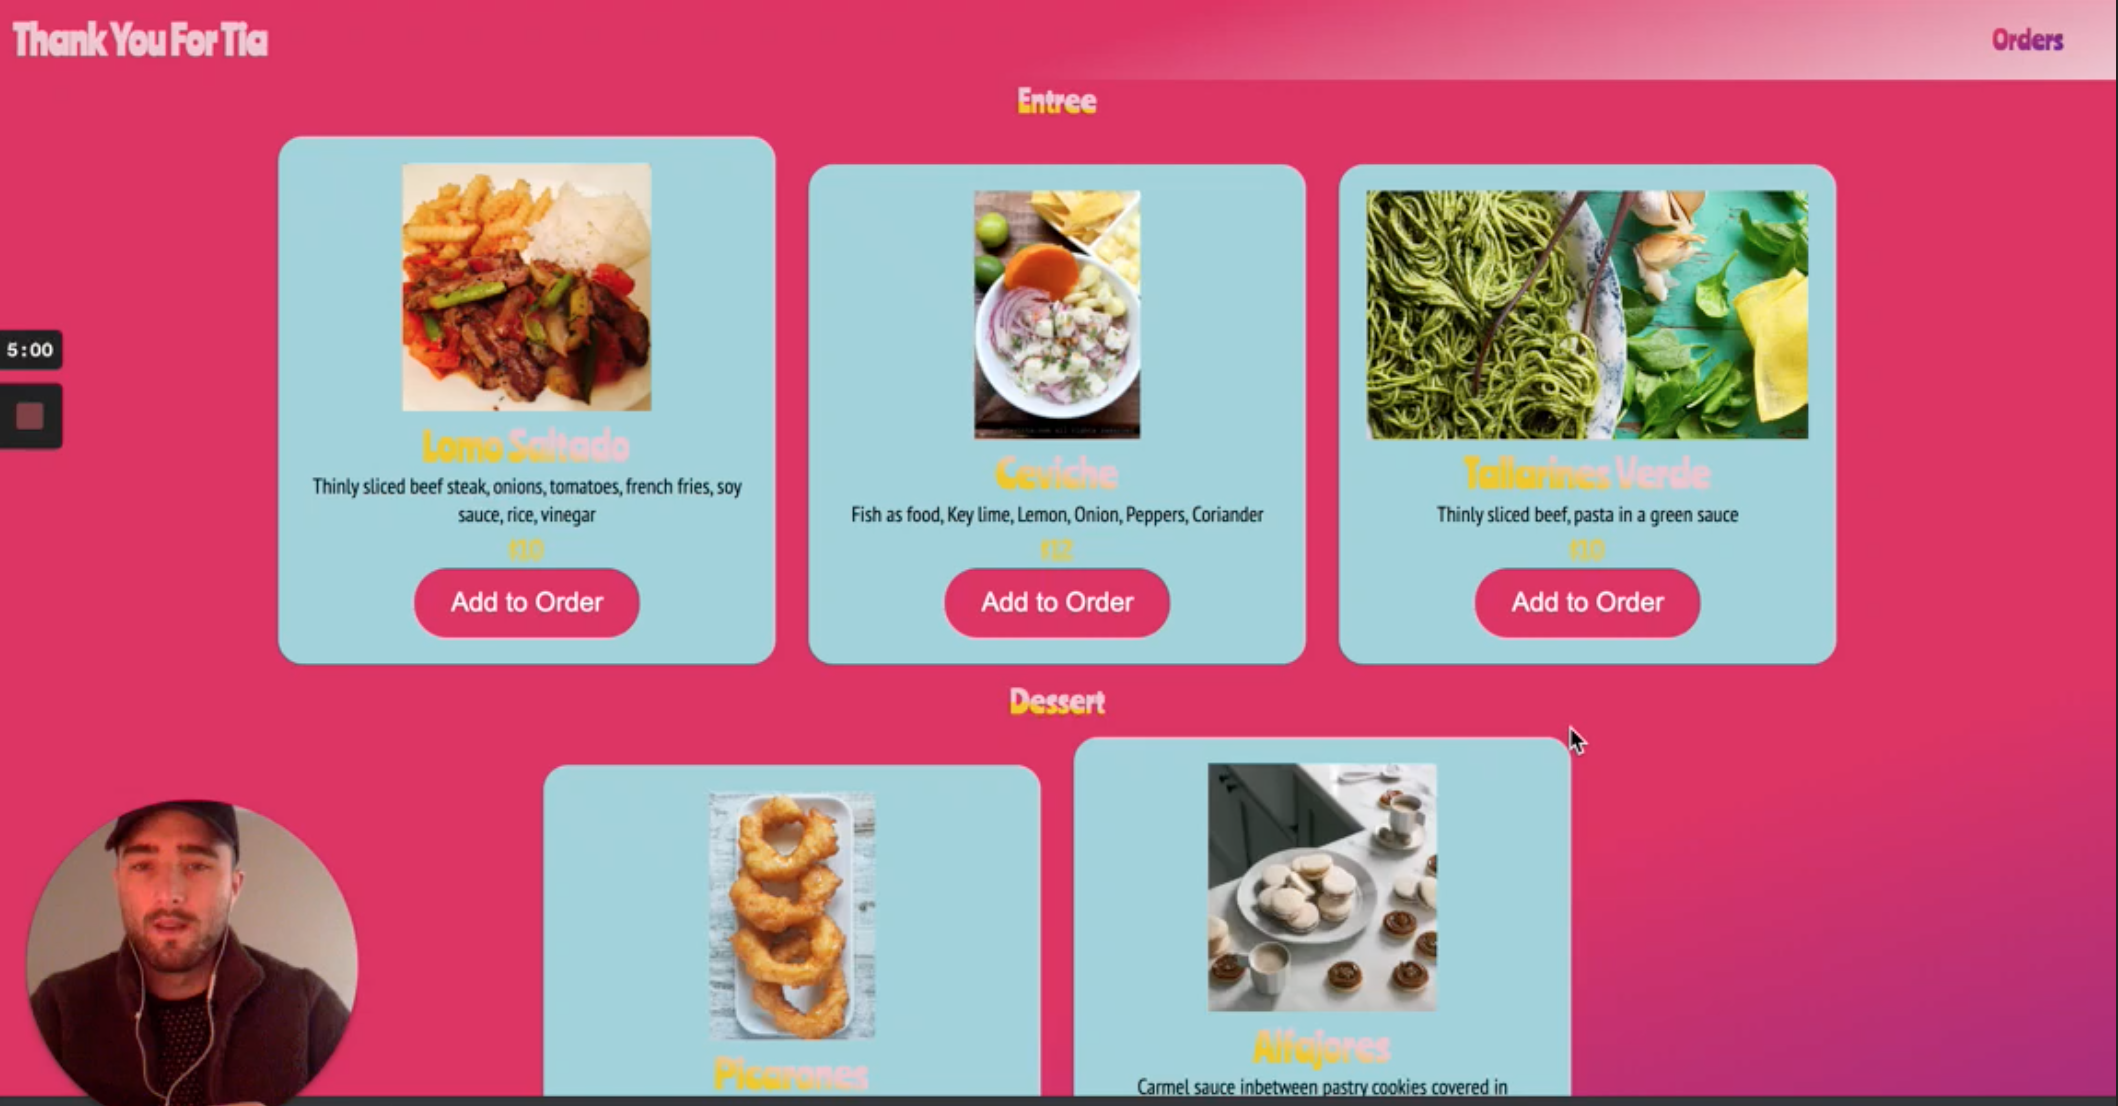 Thank You For Tia
Orders
Entree
5:00
Lomo Saltado
Thinly sliced beef steak, onions, tomatoes, french fries, soy
sauce, rice, vinegar
Add to Order
Ceviche
Fish as food, Key lime, Lemon, Onion, Peppers, Coriander
Add to Order
Tallarines Verde
Thinly sliced beef, pasta in a green sauce
Add to Order
Dessert
Picarones
Alfajores
Carmel sauce inbetween pastry cookies covered in